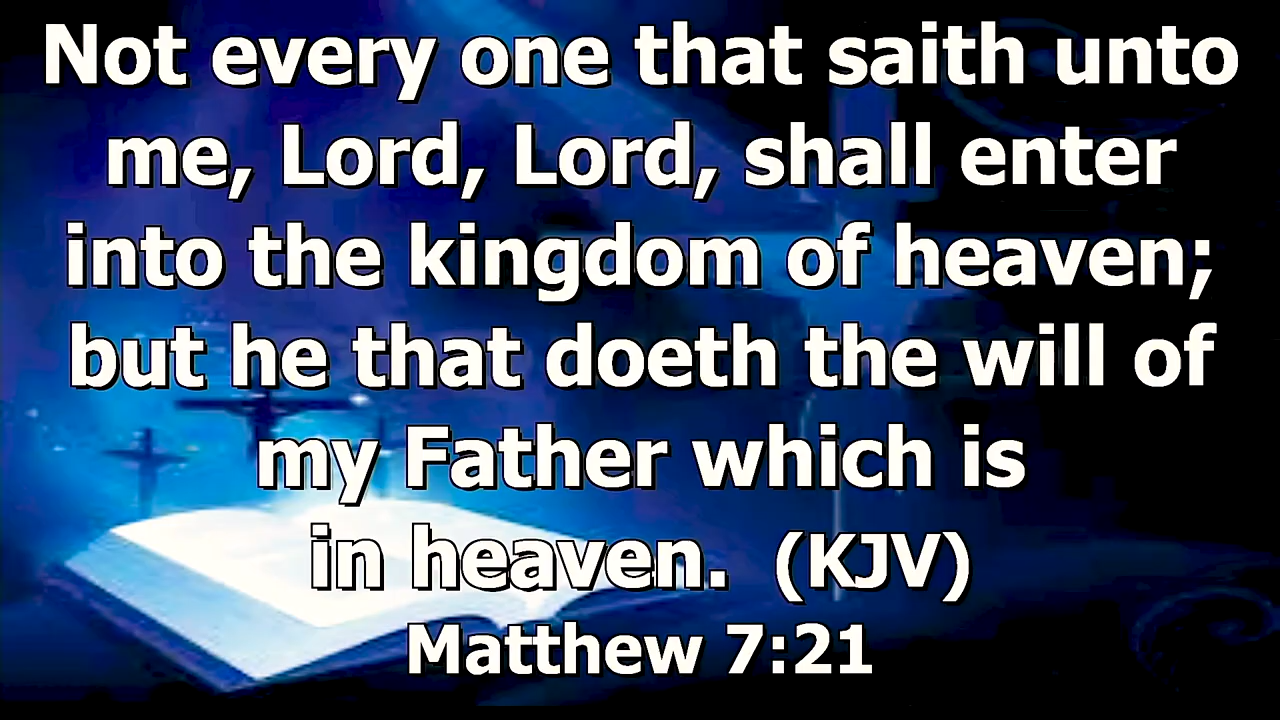 Not every one that saith unto
me, Lord, Lord, shall enter
into the kingdom of heaven;
but he that doeth the will of
my Father which is
in heaven.  (KJV)
Matthew 7:21